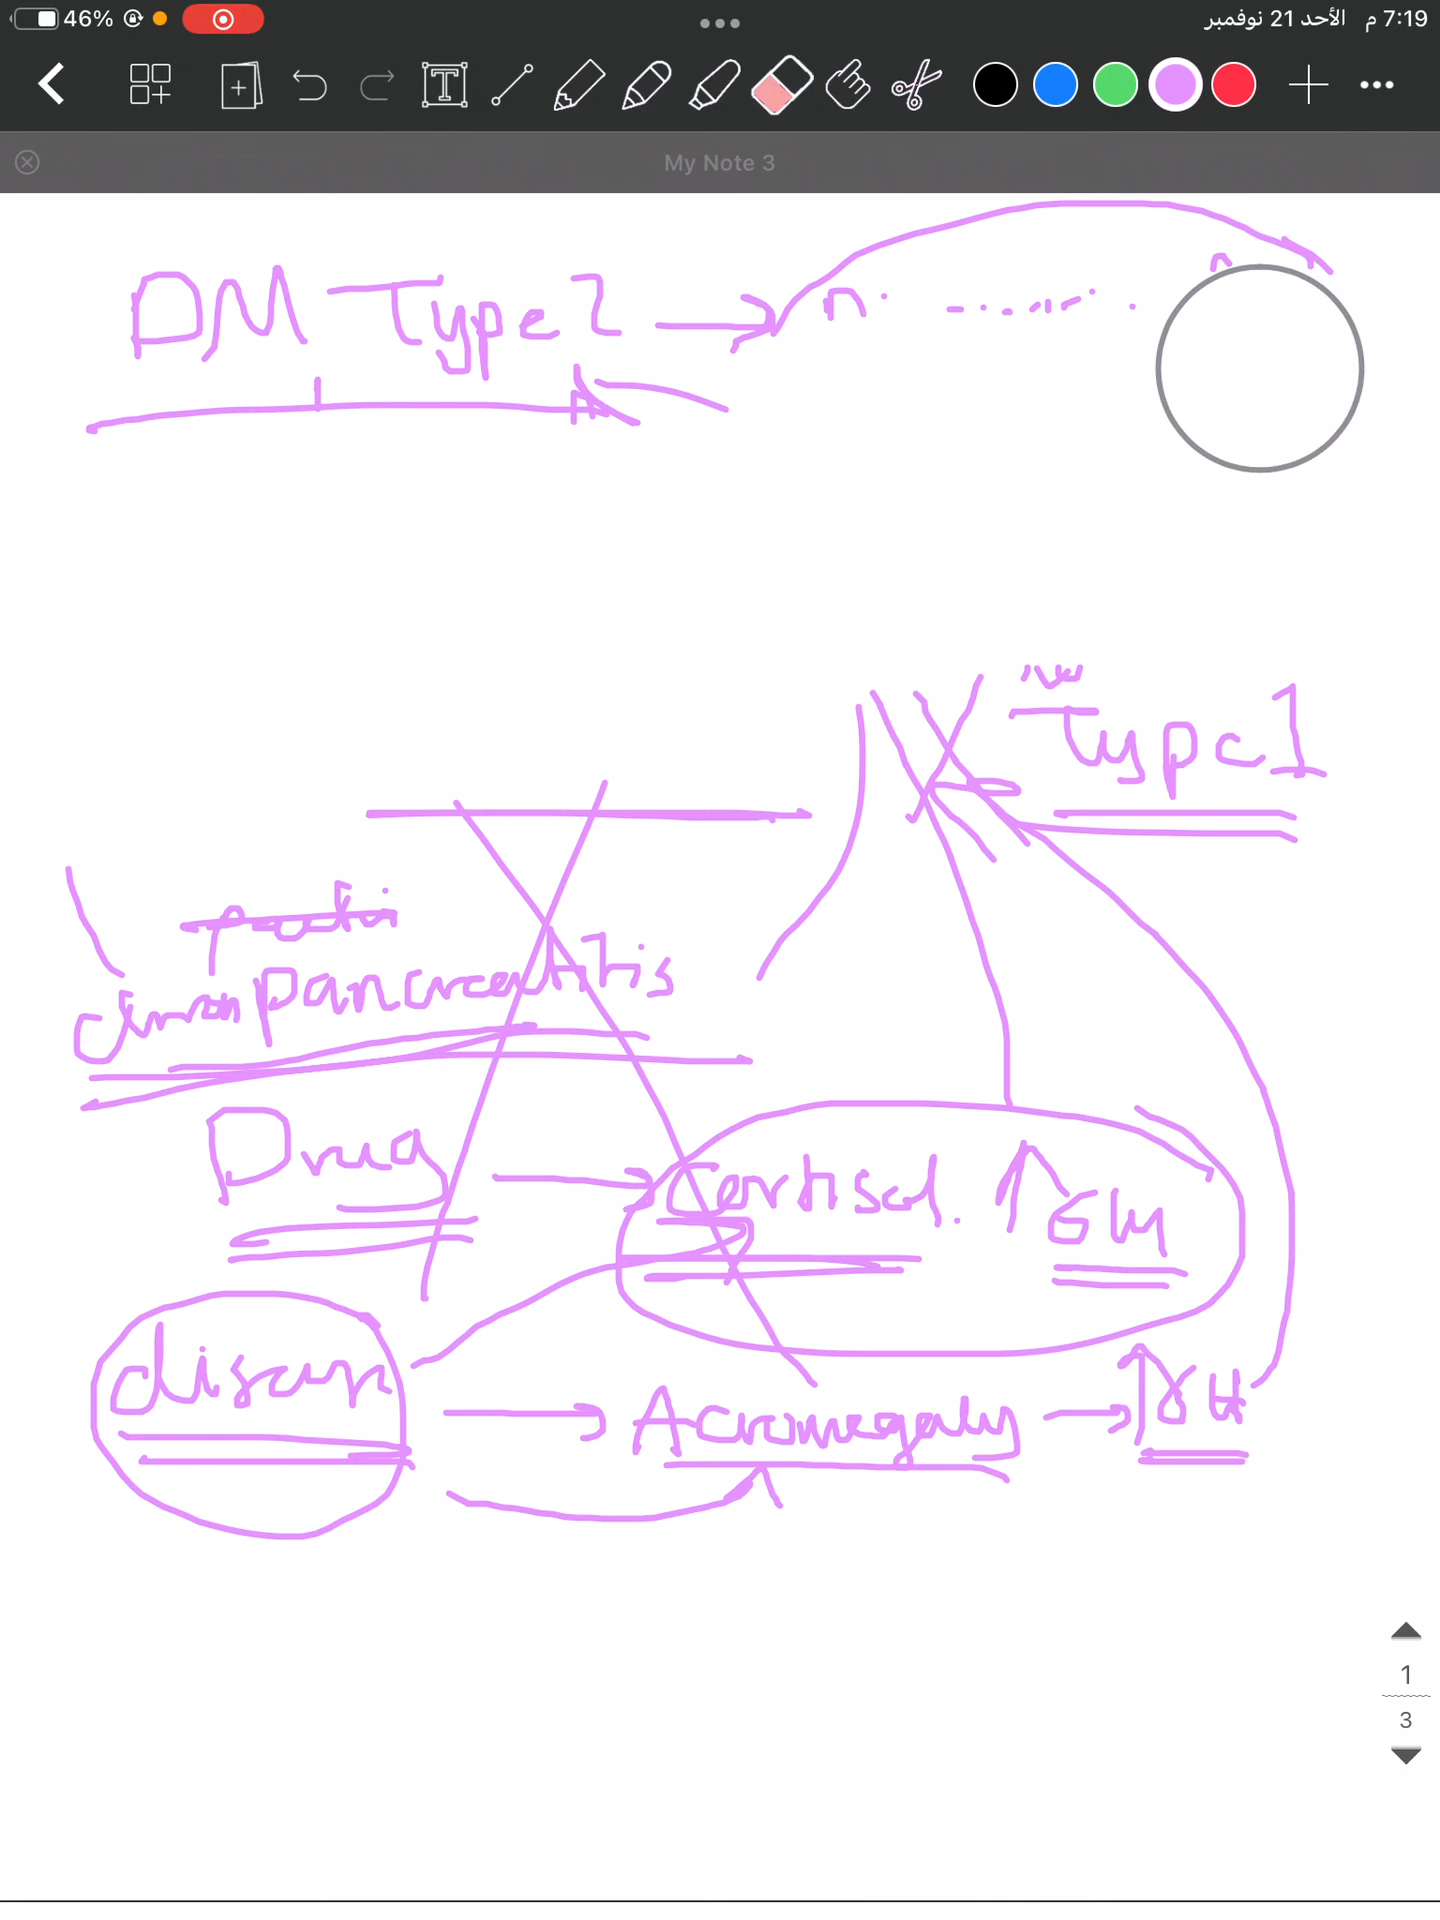 46%
الأحد 21 نوفمبر 7:19 م
T
My Note 3
DM Type 2 → n.
Type 1
pancreatitis
Drug → Cortisol. ↑ GlU
→ Acromegaly → ↑ GH
1
3